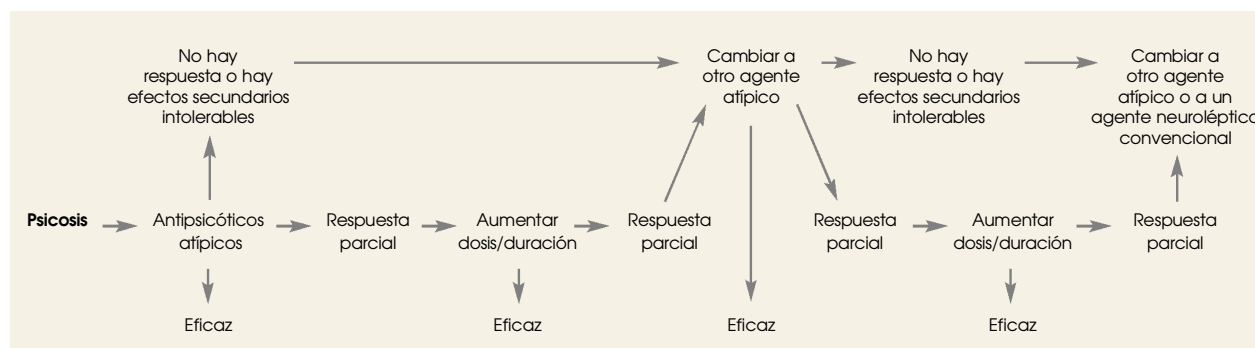 No hay
respuesta o hay
efectos secundarios
intolerables
Cambiar a
otro agente
atípico
No hay
respuesta o hay
efectos secundarios
intolerables
Cambiar a
otro agente
atípico o a un
agente neuroléptico
convencional
Psicosis
Antipsicóticos
atípicos
Respuesta
parcial
Aumentar
dosis/duración
Respuesta
parcial
Respuesta
parcial
Aumentar
dosis/duración
Respuesta
parcial
Eficaz
Eficaz
Eficaz
Eficaz